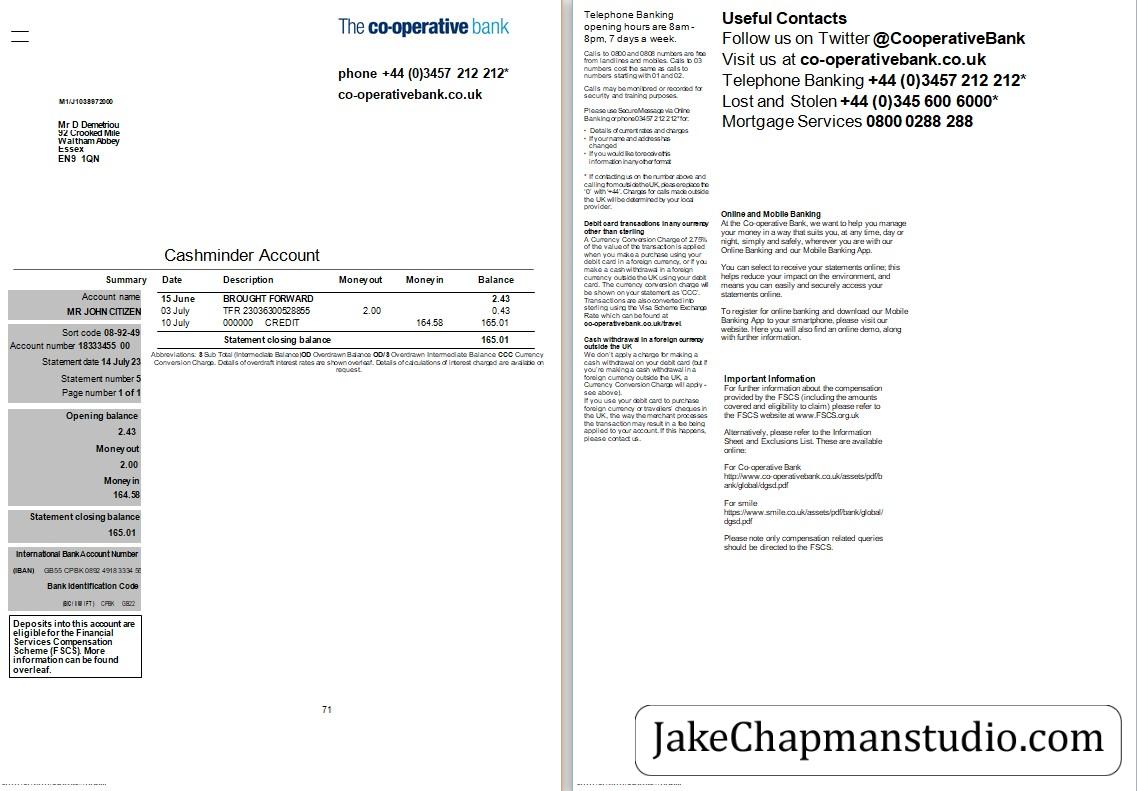 The co-operative bank
phone +44 (0)3457 212 212*
co-operativebank.co.uk
M1/J1038972000
Mr D Demetriou
92 Crooked Mile
Waltham Abbey
Essex
EN9 1QN
Cashminder Account
Summary
Account name
MR JOHN CITIZEN
Sort code 08-92-49
Account number 18333455 00
Statement date 14 July 23
Statement number 5
Page number 1 of 1
Opening balance
2.43
Money out
2.00
Money in
164.58
Statement closing balance
165.01
International Bank Account Number
(IBAN) GB55 CPBK 0892 4918 3334 55
Bank Identification Code
CPBK GB22
Deposits into this account are
eligible for the Financial
Services Compensation
Scheme (FSCS). More
information can be found
overleaf.
Date Description Money out Money in Balance
15 June BROUGHT FORWARD 2.43
03 July TFR 23036300528855 2.00 0.43
10 July 000000 CREDIT 164.58 165.01
Statement closing balance 165.01
Abbreviations: 8 Sub Total (Intermediate Balance) OD Overdrawn Balance OD/8 Overdrawn Intermediate Balance CCC Currency
Conversion Charge. Details of overdraft interest rates are shown overleaf. Details of calculations of interest charged are available on
request.
71
Telephone Banking
opening hours are 8am -
8pm, 7 days a week.
Calls to 0800 and 0808 numbers are free
from landlines and mobiles. Calls to 03
numbers cost the same as calls to
numbers starting with 01 and 02.
Calls may be monitored or recorded for
security and training purposes.
Please use Secure Message via Online
Banking or phone 03457 212 212* for:
• Details of current rates and charges
• If your name and address has
changed
• If you would like to receive this
information in any other format
* If contacting us on the number above and
calling from outside the UK, please replace the
'0' with '+44'. Charges for calls made outside
the UK will be determined by your local
provider.
Debit card transactions in any currency
other than sterling
A Currency Conversion Charge of 2.75%
of the value of the transaction is applied
when you make a purchase using your
debit card in a foreign currency, or if you
make a cash withdrawal in a foreign
currency outside the UK using your debit
card. The currency conversion charge will
be shown on your statement as 'CCC'.
Transactions are also converted into
sterling using the Visa Scheme Exchange
Rate which can be found at
co-operativebank.co.uk/travel.
Cash withdrawal in a foreign currency
outside the UK
We don't apply a charge for making a
cash withdrawal on your debit card (but if
you're making a cash withdrawal in a
foreign currency outside the UK, a
Currency Conversion Charge will apply -
see above).
If you use your debit card to purchase
foreign currency or travellers' cheques in
the UK, the way the merchant processes
the transaction may result in a fee being
applied to your account. If this happens,
please contact us.
Useful Contacts
Follow us on Twitter @CooperativeBank
Visit us at co-operativebank.co.uk
Telephone Banking +44 (0)3457 212 212*
Lost and Stolen +44 (0)345 600 6000*
Mortgage Services 0800 0288 288
Online and Mobile Banking
At the Co-operative Bank, we want to help you manage
your money in a way that suits you, at any time, day or
night, simply and safely, wherever you are with our
Online Banking and our Mobile Banking App.
You can select to receive your statements online; this
helps reduce your impact on the environment, and
means you can easily and securely access your
statements online.
To register for online banking and download our Mobile
Banking App to your smartphone, please visit our
website. Here you will also find an online demo, along
with further information.
Important Information
For further information about the compensation
provided by the FSCS (including the amounts
covered and eligibility to claim) please refer to
the FSCS website at www.FSCS.org.uk
Alternatively, please refer to the Information
Sheet and Exclusions List. These are available
online:
For Co-operative Bank
http://www.co-operativebank.co.uk/assets/pdf/b
ank/global/dgsd.pdf
For smile
https://www.smile.co.uk/assets/pdf/bank/global/
dgsd.pdf
Please note only compensation related queries
should be directed to the FSCS.
JakeChapmanstudio.com